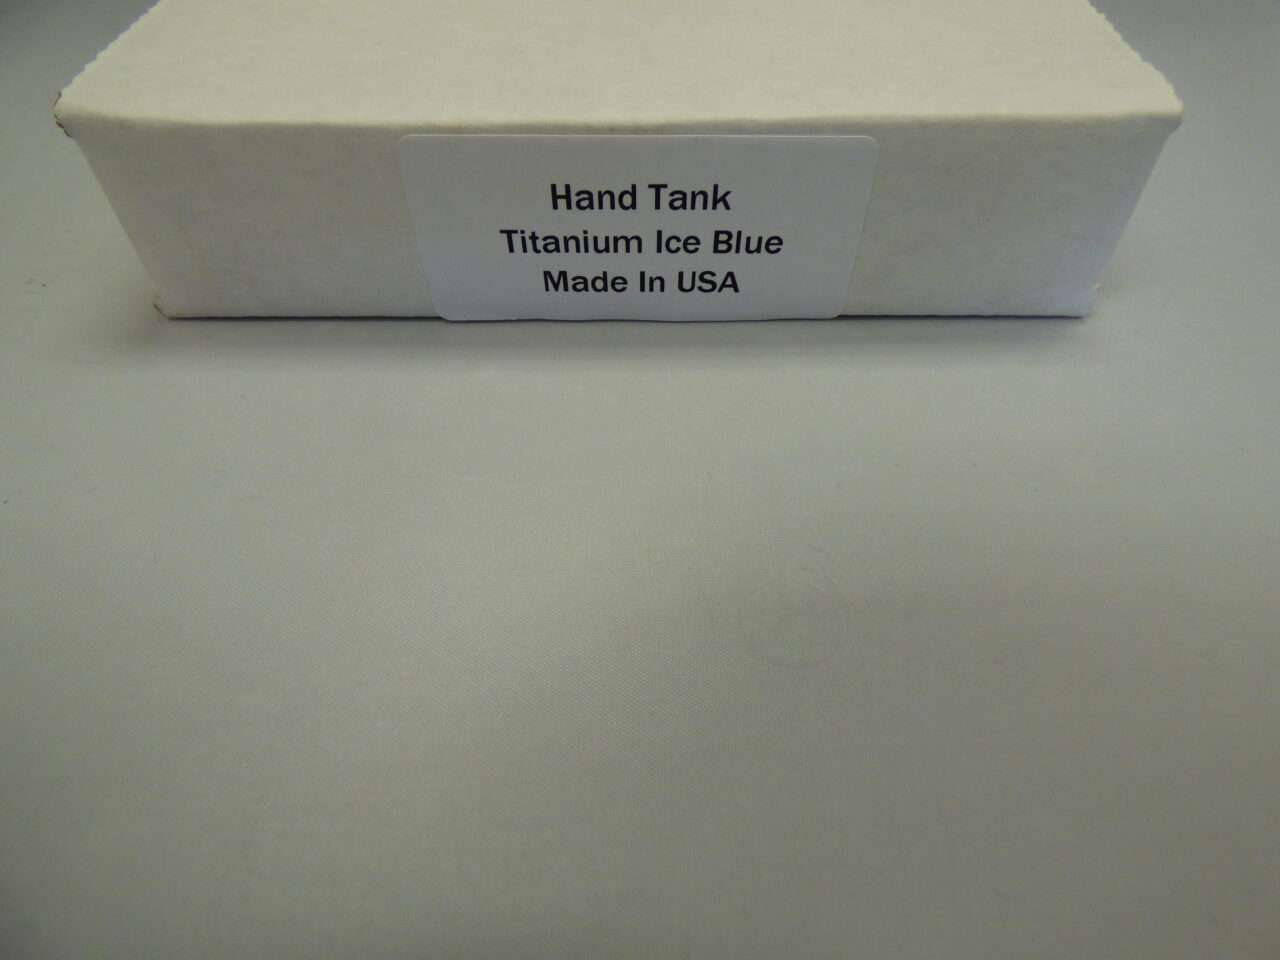 Hand Tank
Titanium Ice Blue
Made In USA